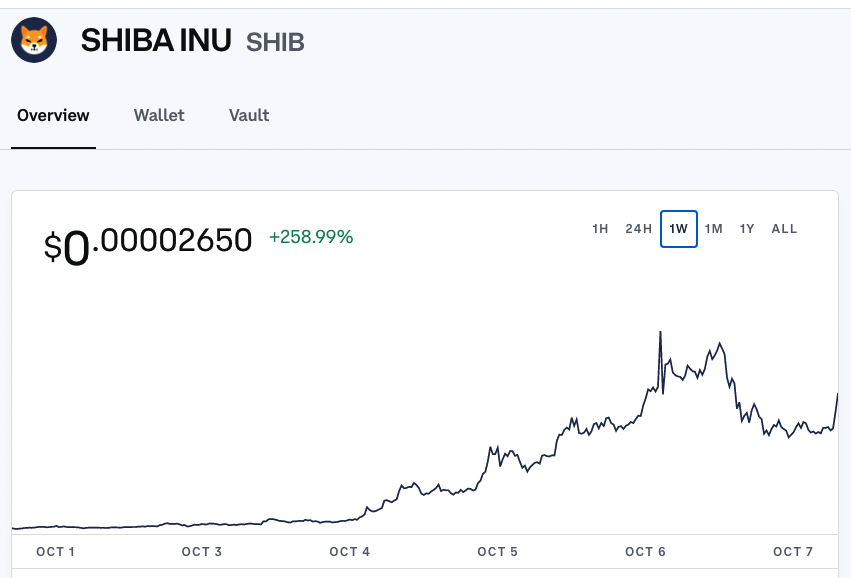 SHIBA INU SHIB
Overview Wallet Vault
$0.00002650 +258.99% 1H 24H 1W 1M 1Y ALL
OCT 1 OCT 3 OCT 4 OCT 5 OCT 6 OCT 7